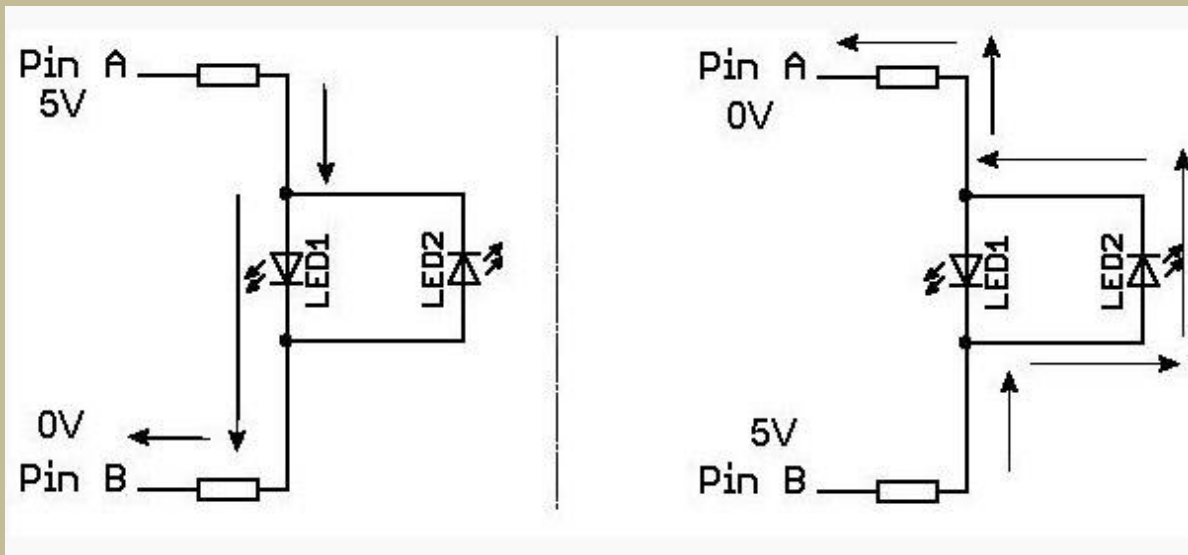 Pin A
5V
LED1
LED2
0V
Pin B
Pin A
0V
LED1
LED2
5V
Pin B